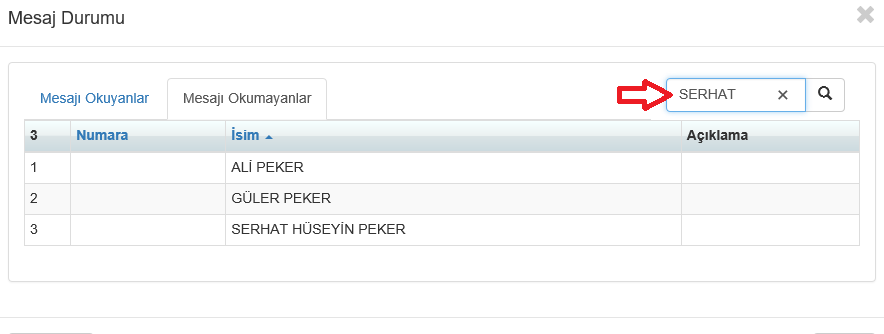 Mesaj Durumu
Mesajı Okuyanlar Mesajı Okumayanlar SERHAT
3 Numara İsim Açıklama
1 ALİ PEKER
2 GÜLER PEKER
3 SERHAT HÜSEYİN PEKER